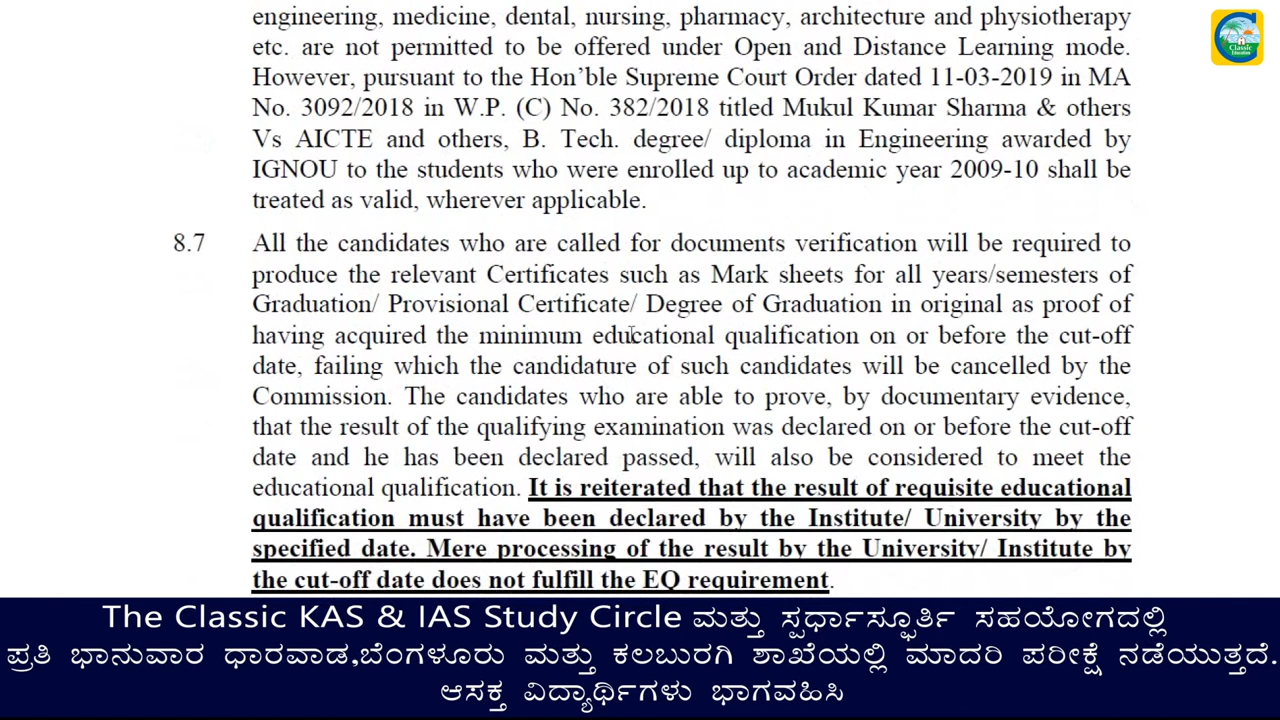 engineering, medicine, dental, nursing, pharmacy, architecture and physiotherapy
etc. are not permitted to be offered under Open and Distance Learning mode.
However, pursuant to the Hon’ble Supreme Court Order dated 11-03-2019 in MA
No. 3092/2018 in W.P. (C) No. 382/2018 titled Mukul Kumar Sharma & others
Vs AICTE and others, B. Tech. degree/ diploma in Engineering awarded by
IGNOU to the students who were enrolled up to academic year 2009-10 shall be
treated as valid, wherever applicable.
8.7 All the candidates who are called for documents verification will be required to
produce the relevant Certificates such as Mark sheets for all years/semesters of
Graduation/ Provisional Certificate/ Degree of Graduation in original as proof of
having acquired the minimum educational qualification on or before the cut-off
date, failing which the candidature of such candidates will be cancelled by the
Commission. The candidates who are able to prove, by documentary evidence,
that the result of the qualifying examination was declared on or before the cut-off
date and he has been declared passed, will also be considered to meet the
educational qualification. It is reiterated that the result of requisite educational
qualification must have been declared by the Institute/ University by the
specified date. Mere processing of the result by the University/ Institute by
the cut-off date does not fulfill the EQ requirement.
Classic
Education
The Classic KAS & IAS Study Circle ಮತ್ತು ಸ್ಪರ್ಧಾಸ್ಫೂರ್ತಿ ಸಹಯೋಗದಲ್ಲಿ
ಪ್ರತಿ ಭಾನುವಾರ ಧಾರವಾಡ,ಬೆಂಗಳೂರು ಮತ್ತು ಕಲಬುರಗಿ ಶಾಖೆಯಲ್ಲಿ ಮಾದರಿ ಪರೀಕ್ಷೆ ನಡೆಯುತ್ತದೆ.
ಆಸಕ್ತ ವಿದ್ಯಾರ್ಥಿಗಳು ಭಾಗವಹಿಸಿ